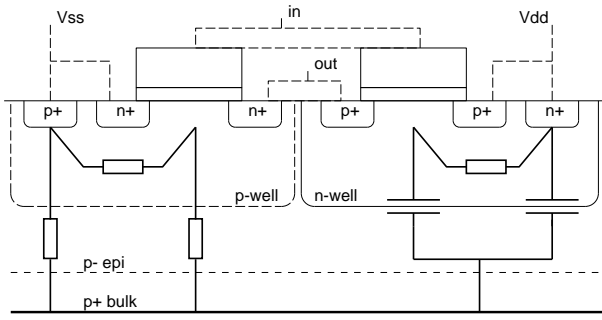 in
Vss
Vdd
out
p+
n+
n+
p+
p+
n+
p-well
n-well
p- epi
p+ bulk